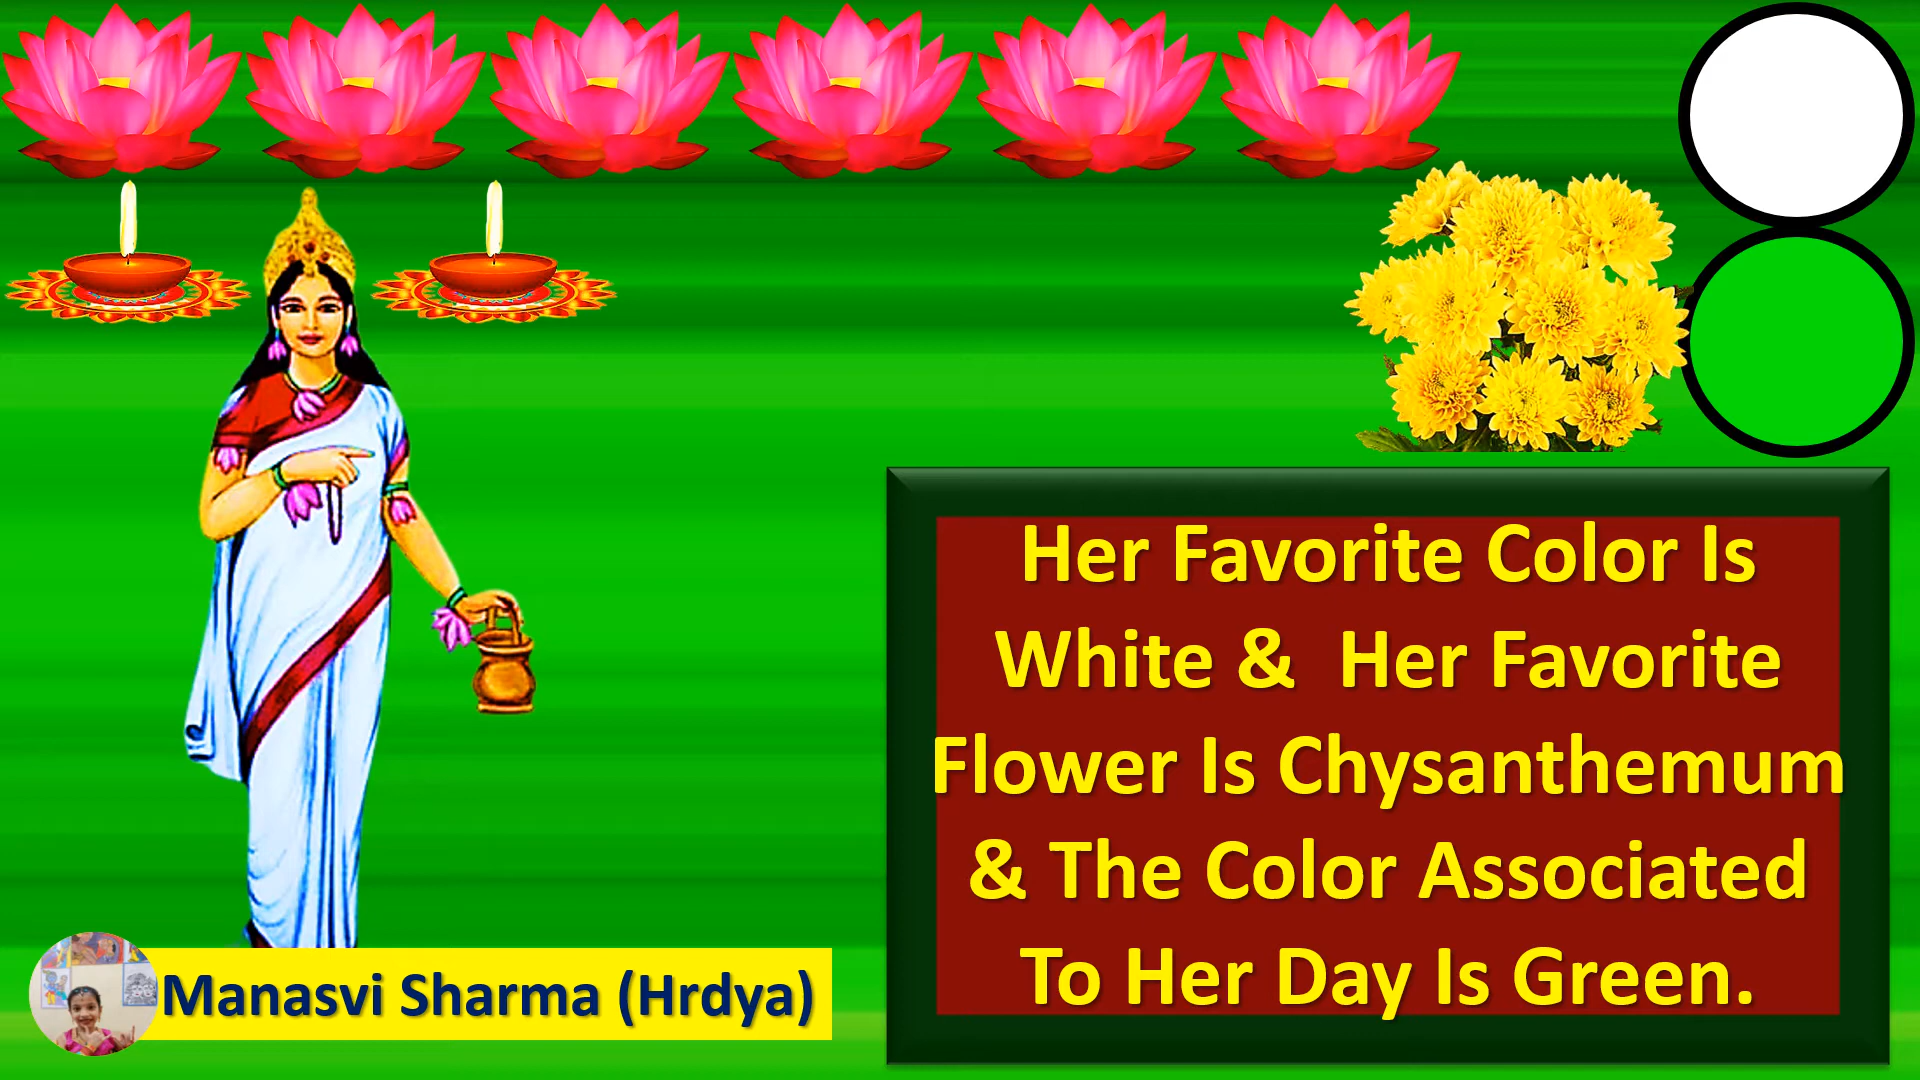 Her Favorite Color Is
White &  Her Favorite
Flower Is Chysanthemum
& The Color Associated
To Her Day Is Green.
Manasvi Sharma (Hrdya)